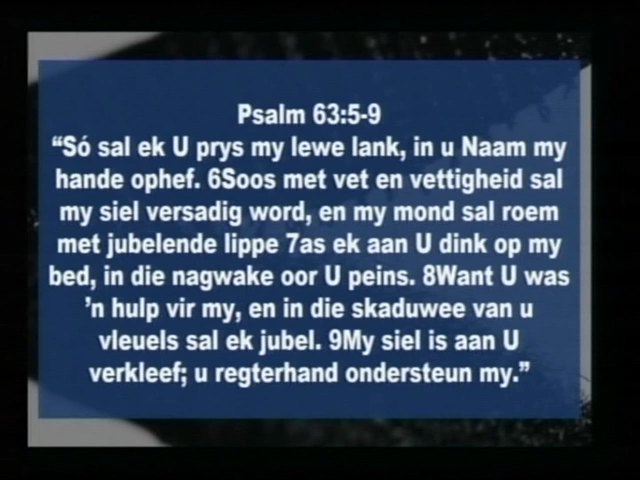 Psalm 63:5-9
“Só sal ek U prys my lewe lank, in u Naam my
hande ophef. 6Soos met vet en vettigheid sal
my siel versadig word, en my mond sal roem
met jubelende lippe 7as ek aan U dink op my
bed, in die nagwake oor U peins. 8Want U was
’n hulp vir my, en in die skaduwee van u
vleuels sal ek jubel. 9My siel is aan U
verkleef; u regterhand ondersteun my.”